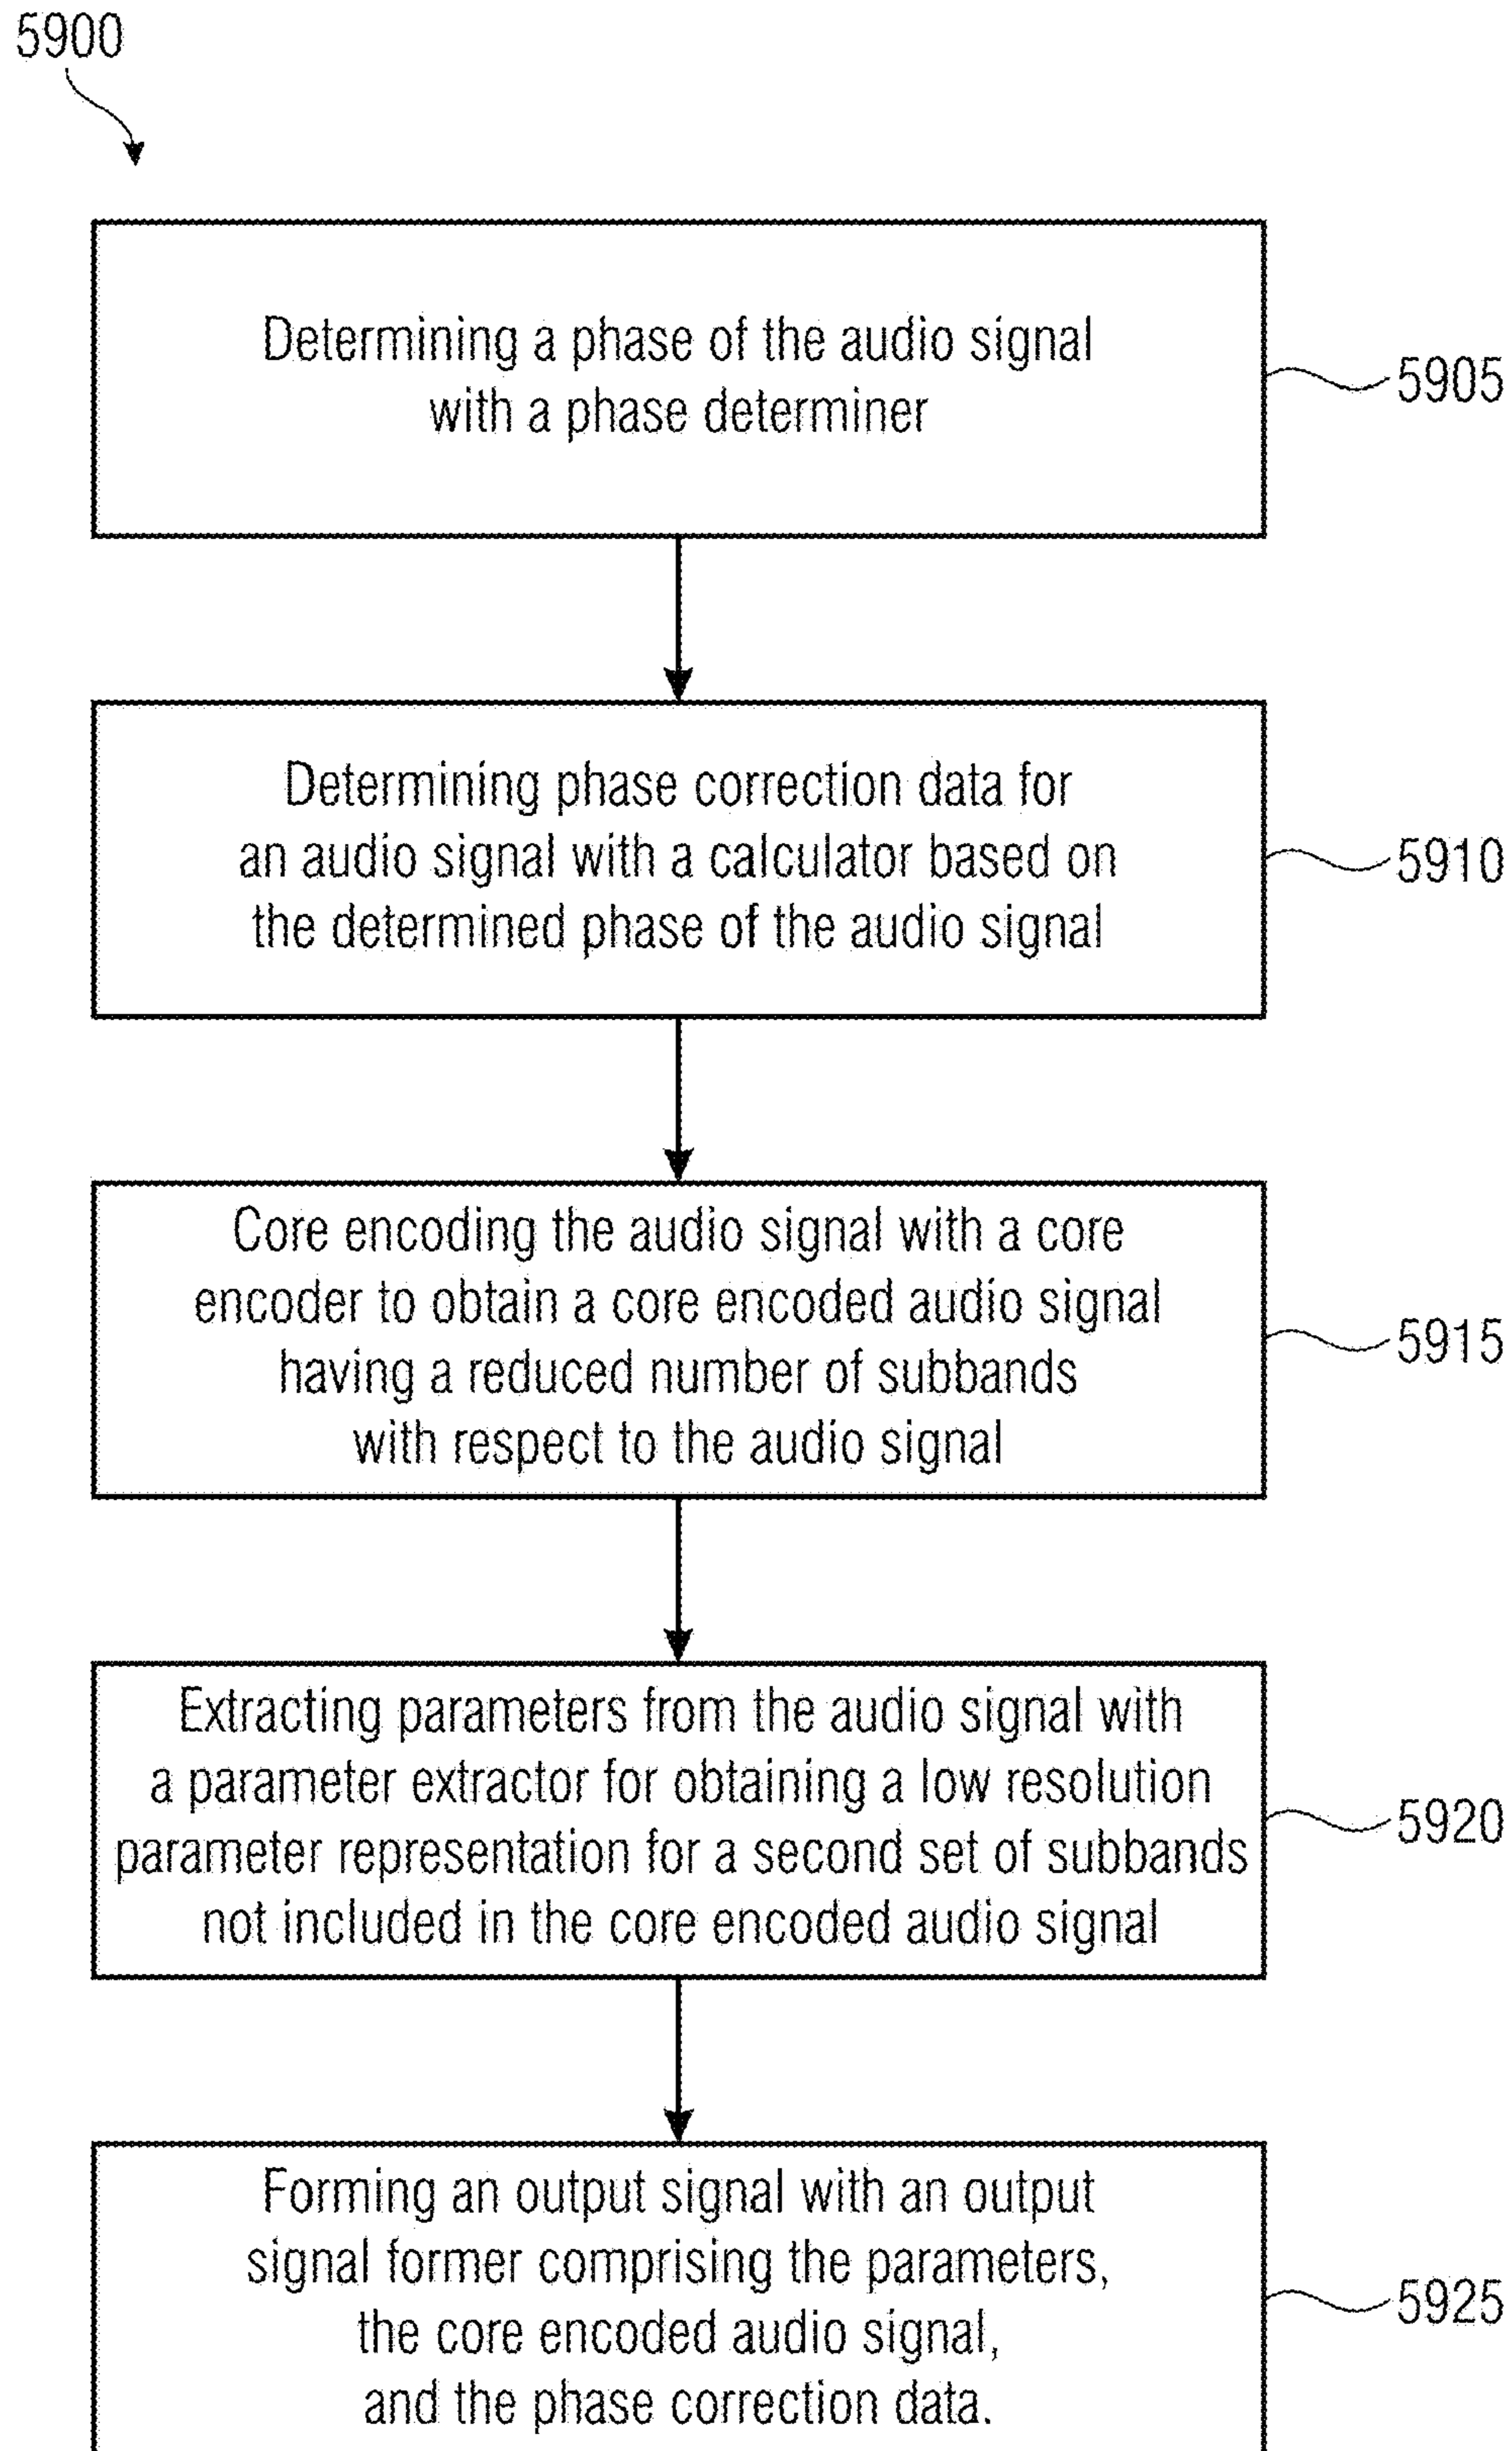 5900
Determining a phase of the audio signal
with a phase determiner
5905
Determining phase correction data for
an audio signal with a calculator based on
the determined phase of the audio signal
5910
Core encoding the audio signal with a core
encoder to obtain a core encoded audio signal
having a reduced number of subbands
with respect to the audio signal
5915
Extracting parameters from the audio signal with
a parameter extractor for obtaining a low resolution
parameter representation for a second set of subbands
not included in the core encoded audio signal
5920
Forming an output signal with an output
signal former comprising the parameters,
the core encoded audio signal,
and the phase correction data.
5925